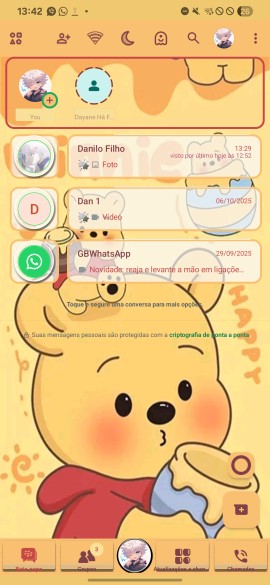 13:42
You
Dayane Há F...
Danilo Filho
13:29
visto por último hoje às 12:52
Foto
D
Dan 1
06/10/2025
Vídeo
GBWhatsApp
29/09/2025
Novidade: reaja e levante a mão em ligaçõe...
Toque e segure uma conversa para mais opções
Suas mensagens pessoais são protegidas com a criptografia de ponta a ponta
HAPPY
Bate-papo
3
Grupos
Chamadas